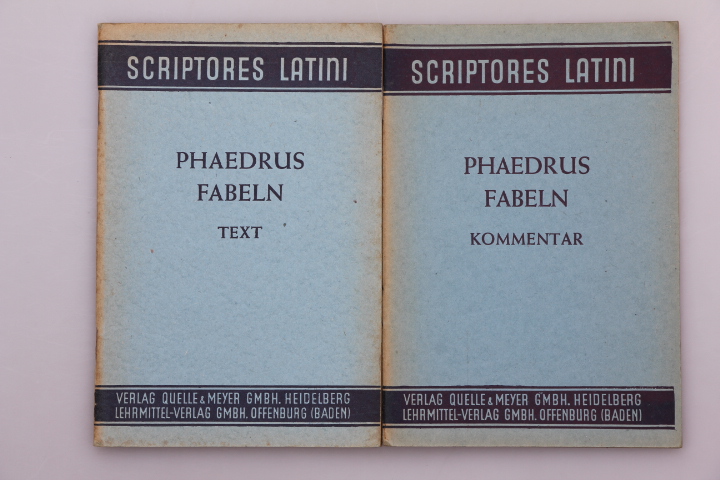 SCRIPTORES LATINI
PHAEDRUS
FABELN
TEXT
VERLAG QUELLE & MEYER GMBH. HEIDELBERG
LEHRMITTEL-VERLAG GMBH. OFFENBURG (BADEN)
SCRIPTORES LATINI
PHAEDRUS
FABELN
KOMMENTAR
VERLAG QUELLE & MEYER GMBH. HEIDELBERG
LEHRMITTEL-VERLAG GMBH. OFFENBURG (BADEN)